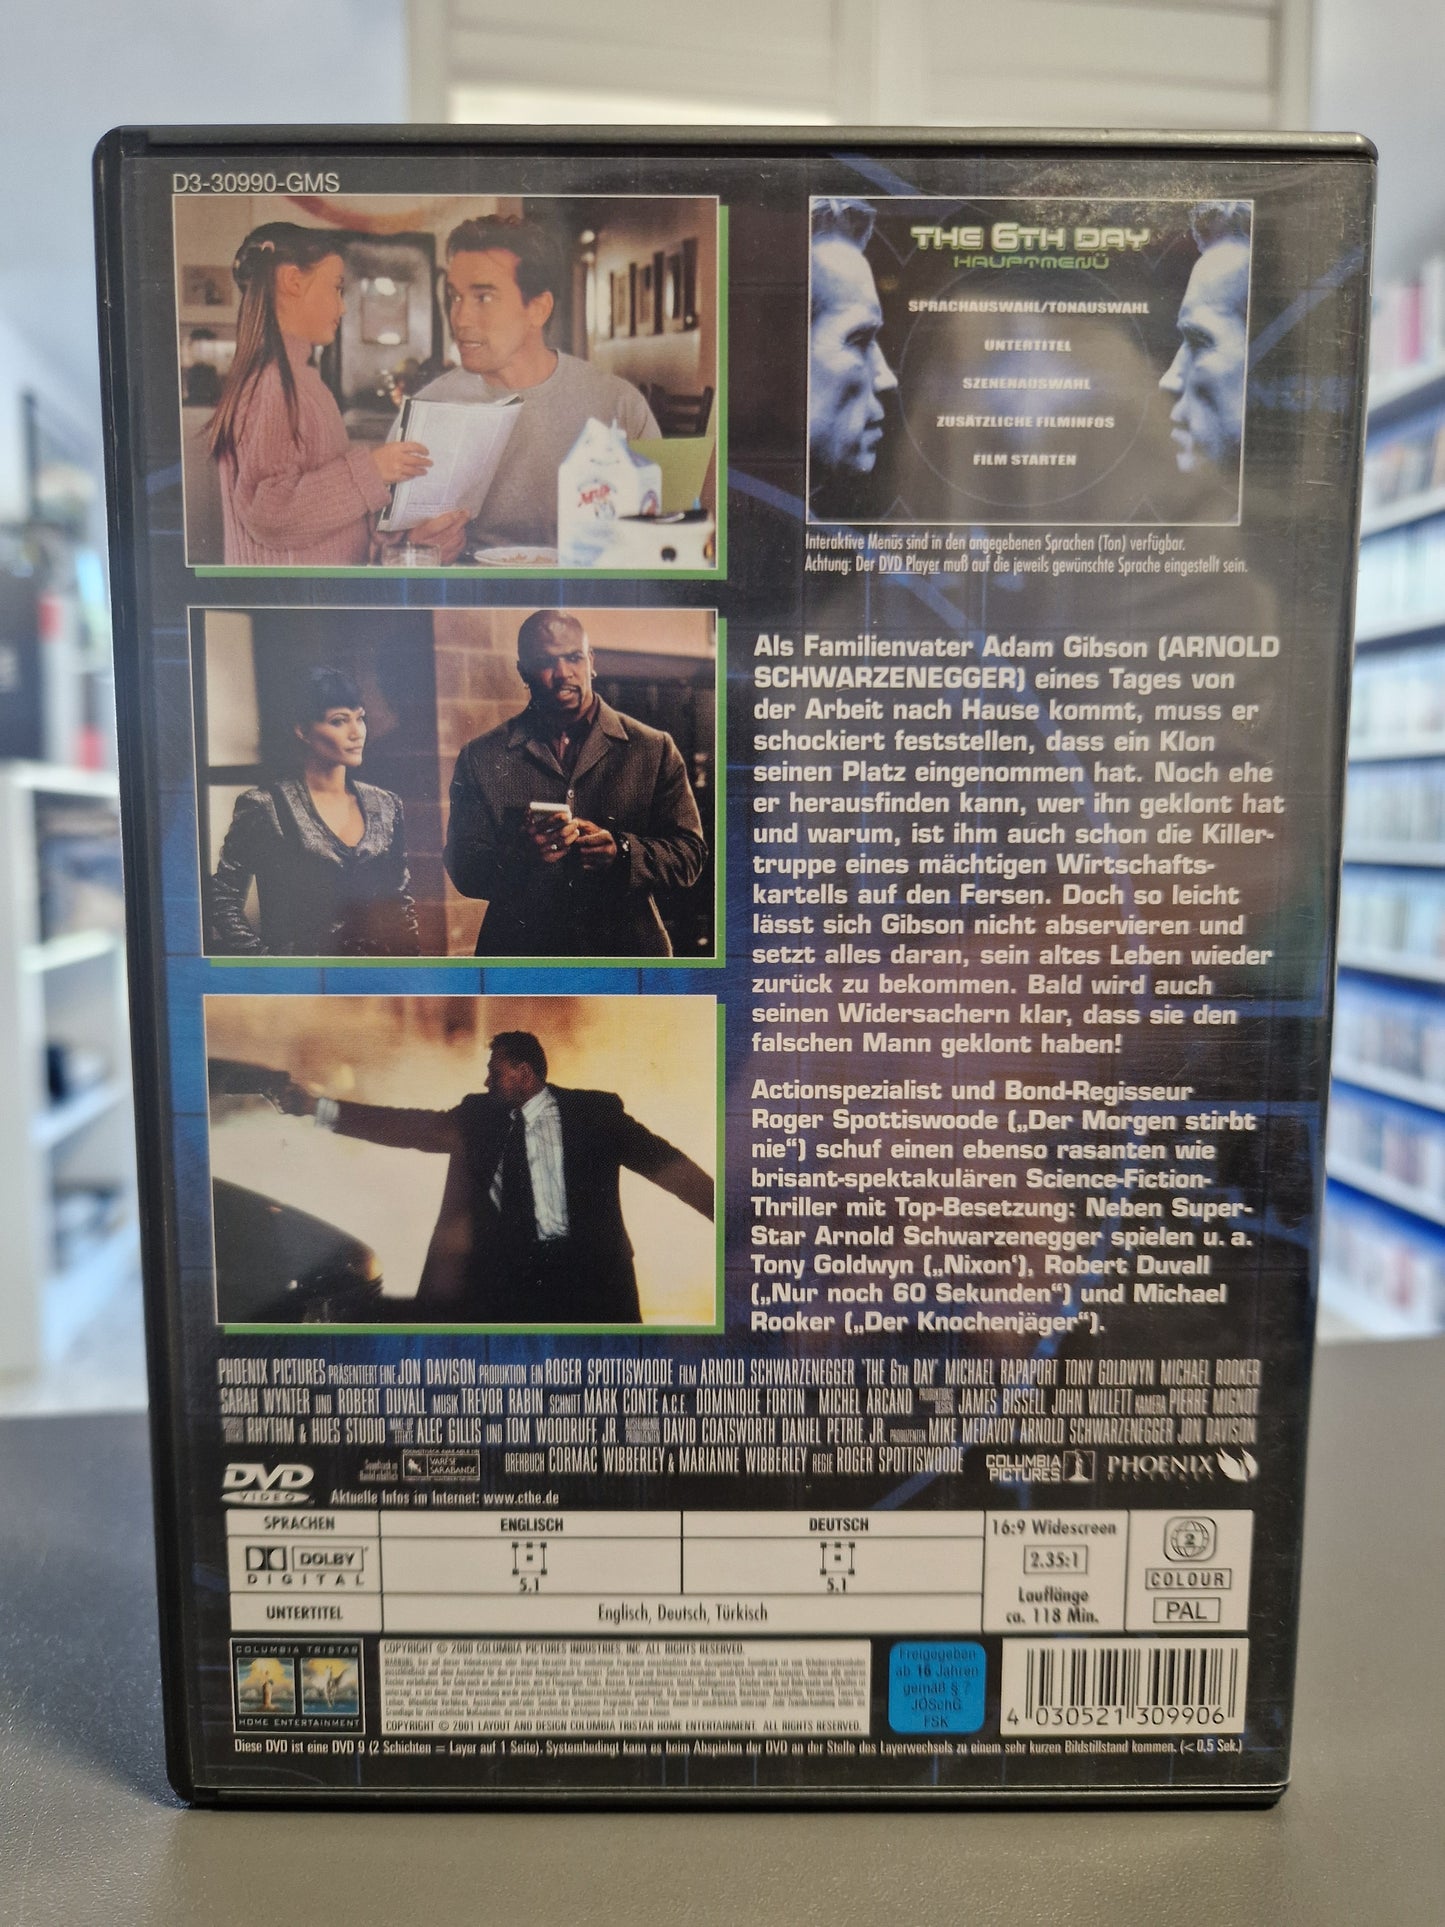 D3-30990-GMS
THE 6TH DAY
HAUPTMENÜ
SPRACHAUSWAHL/TONAUSWAHL
UNTERTITEL
SZENENAUSWAHL
ZUSÄTZLICHE FILMINFOS
FILM STARTEN
Interaktive Menüs sind in den angegebenen Sprachen (Ton) verfügbar.
Achtung: Der DVD Player muß auf die jeweils gewünschte Sprache eingestellt sein.
Als Familienvater Adam Gibson (ARNOLD
SCHWARZENEGGER) eines Tages von
der Arbeit nach Hause kommt, muss er
schockiert feststellen, dass ein Klon
seinen Platz eingenommen hat. Noch ehe
er herausfinden kann, wer ihn geklont hat
und warum, ist ihm auch schon die Killer-
truppe eines mächtigen Wirtschafts-
kartells auf den Fersen. Doch so leicht
lässt sich Gibson nicht abservieren und
setzt alles daran, sein altes Leben wieder
zurück zu bekommen. Bald wird auch
seinen Widersachern klar, dass sie den
falschen Mann geklont haben!
Actionspezialist und Bond-Regisseur
Roger Spottiswoode („Der Morgen stirbt
nie“) schuf einen ebenso rasanten wie
brisant-spektakulären Science-Fiction-
Thriller mit Top-Besetzung: Neben Super-
Star Arnold Schwarzenegger spielen u. a.
Tony Goldwyn („Nixon‘), Robert Duvall
(„Nur noch 60 Sekunden“) und Michael
Rooker („Der Knochenjäger“).
PHOENIX PICTURES PRÄSENTIERT EINE JON DAVISON PRODUKTION EIN ROGER SPOTTISWOODE FILM ARNOLD SCHWARZENEGGER "THE 6TH DAY" MICHAEL RAPAPORT TONY GOLDWYN MICHAEL ROOKER
SARAH WYNTER UND ROBERT DUVALL MUSIK TREVOR RABIN SCHNITT MARK CONTE A.C.E. DOMINIQUE FORTIN MICHEL ARCAND JAMES BISSELL JOHN WILLETT KAMERA PIERRE MIGNOT
RHYTHM & HUES STUDIO ALEC GILLIS UND TOM WOODRUFF, JR. DAVID COATSWORTH DANIEL PETRIE, JR. PRODUZENTEN MIKE MEDAVOY ARNOLD SCHWARZENEGGER JON DAVISON
DREHBUCH CORMAC WIBBERLEY & MARIANNE WIBBERLEY REGIE ROGER SPOTTISWOODE
VARÈSE
SARABANDE
COLUMBIA
PICTURES
PHOENIX
PICTURES
DVD
VIDEO
Aktuelle Infos im Internet: www.cthe.de
SPRACHEN ENGLISCH DEUTSCH
DOLBY
DIGITAL
5.1 5.1
UNTERTITEL Englisch, Deutsch, Türkisch
16:9 Widescreen
2.35:1
Lauflänge
ca. 118 Min.
2
COLOUR
PAL
COLUMBIA TRISTAR
HOME ENTERTAINMENT
COPYRIGHT © 2000 COLUMBIA PICTURES INDUSTRIES, INC. ALL RIGHTS RESERVED.
COPYRIGHT © 2001 LAYOUT AND DESIGN COLUMBIA TRISTAR HOME ENTERTAINMENT. ALL RIGHTS RESERVED.
Freigegeben
ab 16 Jahren
gemäß § 7
JÖSchG
FSK
4 030521 309906
Diese DVD ist eine DVD 9 (2 Schichten = Layer auf 1 Seite). Systembedingt kann es beim Abspielen der DVD an der Stelle des Layerwechsels zu einem sehr kurzen Bildstillstand kommen. (< 0,5 Sek.)